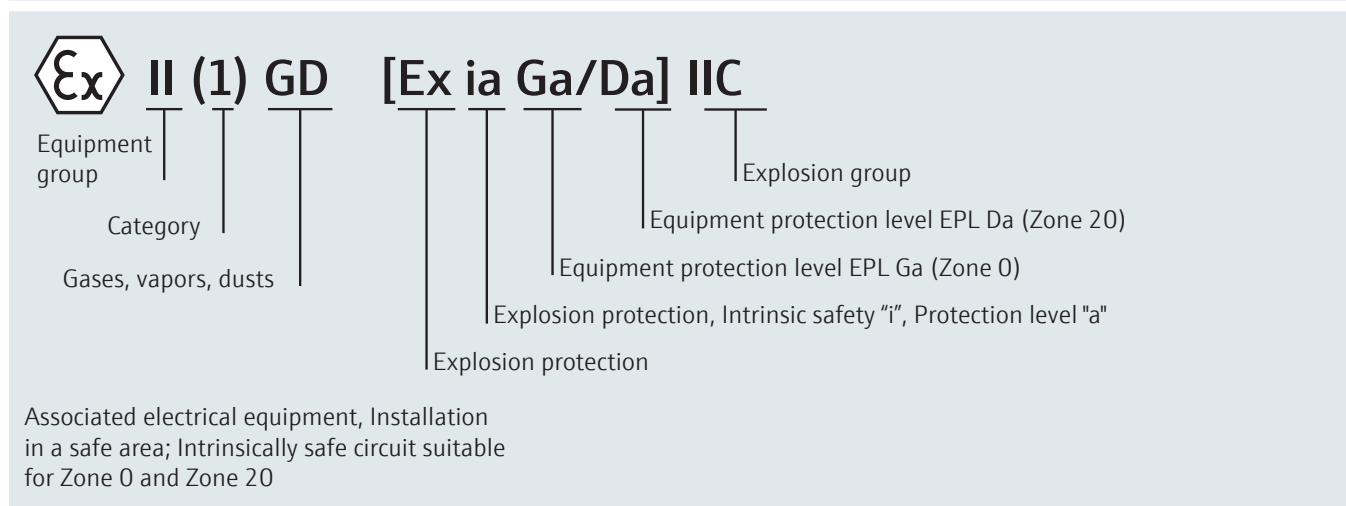 Ex II (1) GD [Ex ia Ga/Da] IIC
Equipment
group
Explosion group
Category
Equipment protection level EPL Da (Zone 20)
Gases, vapors, dusts
Equipment protection level EPL Ga (Zone 0)
Explosion protection, Intrinsic safety “i”, Protection level "a"
Explosion protection
Associated electrical equipment, Installation
in a safe area; Intrinsically safe circuit suitable
for Zone 0 and Zone 20